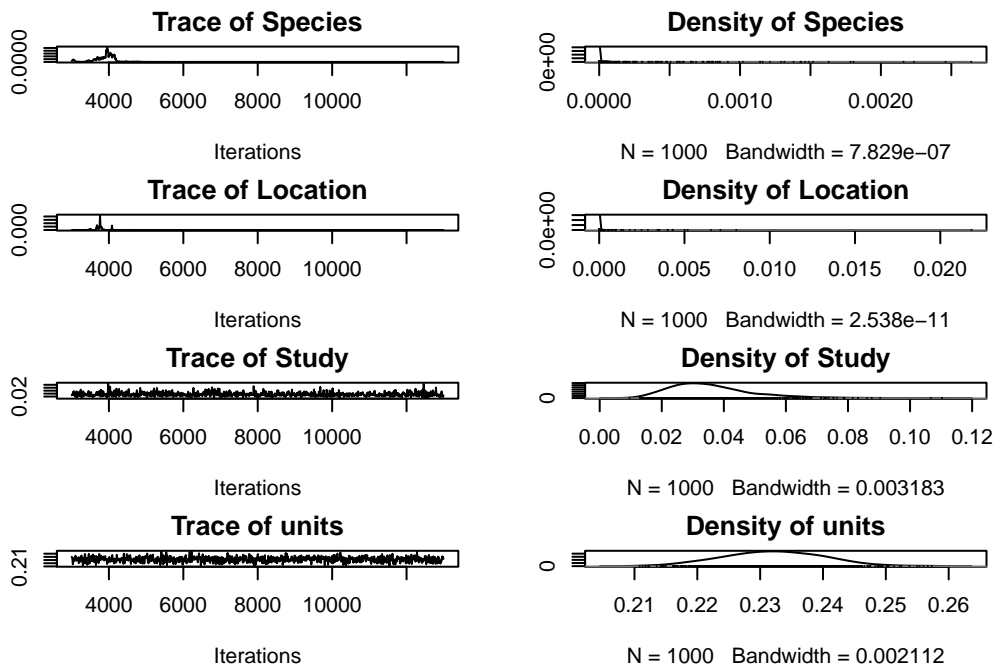 Trace of Species
0.0000
4000 6000 8000 10000
Iterations
Density of Species
0e+00
0.0000 0.0010 0.0020
N = 1000 Bandwidth = 7.829e−07
Trace of Location
0.000
4000 6000 8000 10000
Iterations
Density of Location
0.0e+00
0.000 0.005 0.010 0.015 0.020
N = 1000 Bandwidth = 2.538e−11
Trace of Study
0.02
4000 6000 8000 10000
Iterations
Density of Study
0
0.00 0.02 0.04 0.06 0.08 0.10 0.12
N = 1000 Bandwidth = 0.003183
Trace of units
0.21
4000 6000 8000 10000
Iterations
Density of units
0
0.21 0.22 0.23 0.24 0.25 0.26
N = 1000 Bandwidth = 0.002112